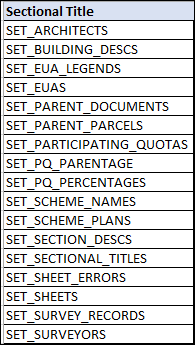 Sectional Title
SET_ARCHITECTS
SET_BUILDING_DESCS
SET_EUA_LEGENDS
SET_EUAS
SET_PARENT_DOCUMENTS
SET_PARENT_PARCELS
SET_PARTICIPATING_QUOTAS
SET_PQ_PARENTAGE
SET_PQ_PERCENTAGES
SET_SCHEME_NAMES
SET_SCHEME_PLANS
SET_SECTION_DESCS
SET_SECTIONAL_TITLES
SET_SHEET_ERRORS
SET_SHEETS
SET_SURVEY_RECORDS
SET_SURVEYORS